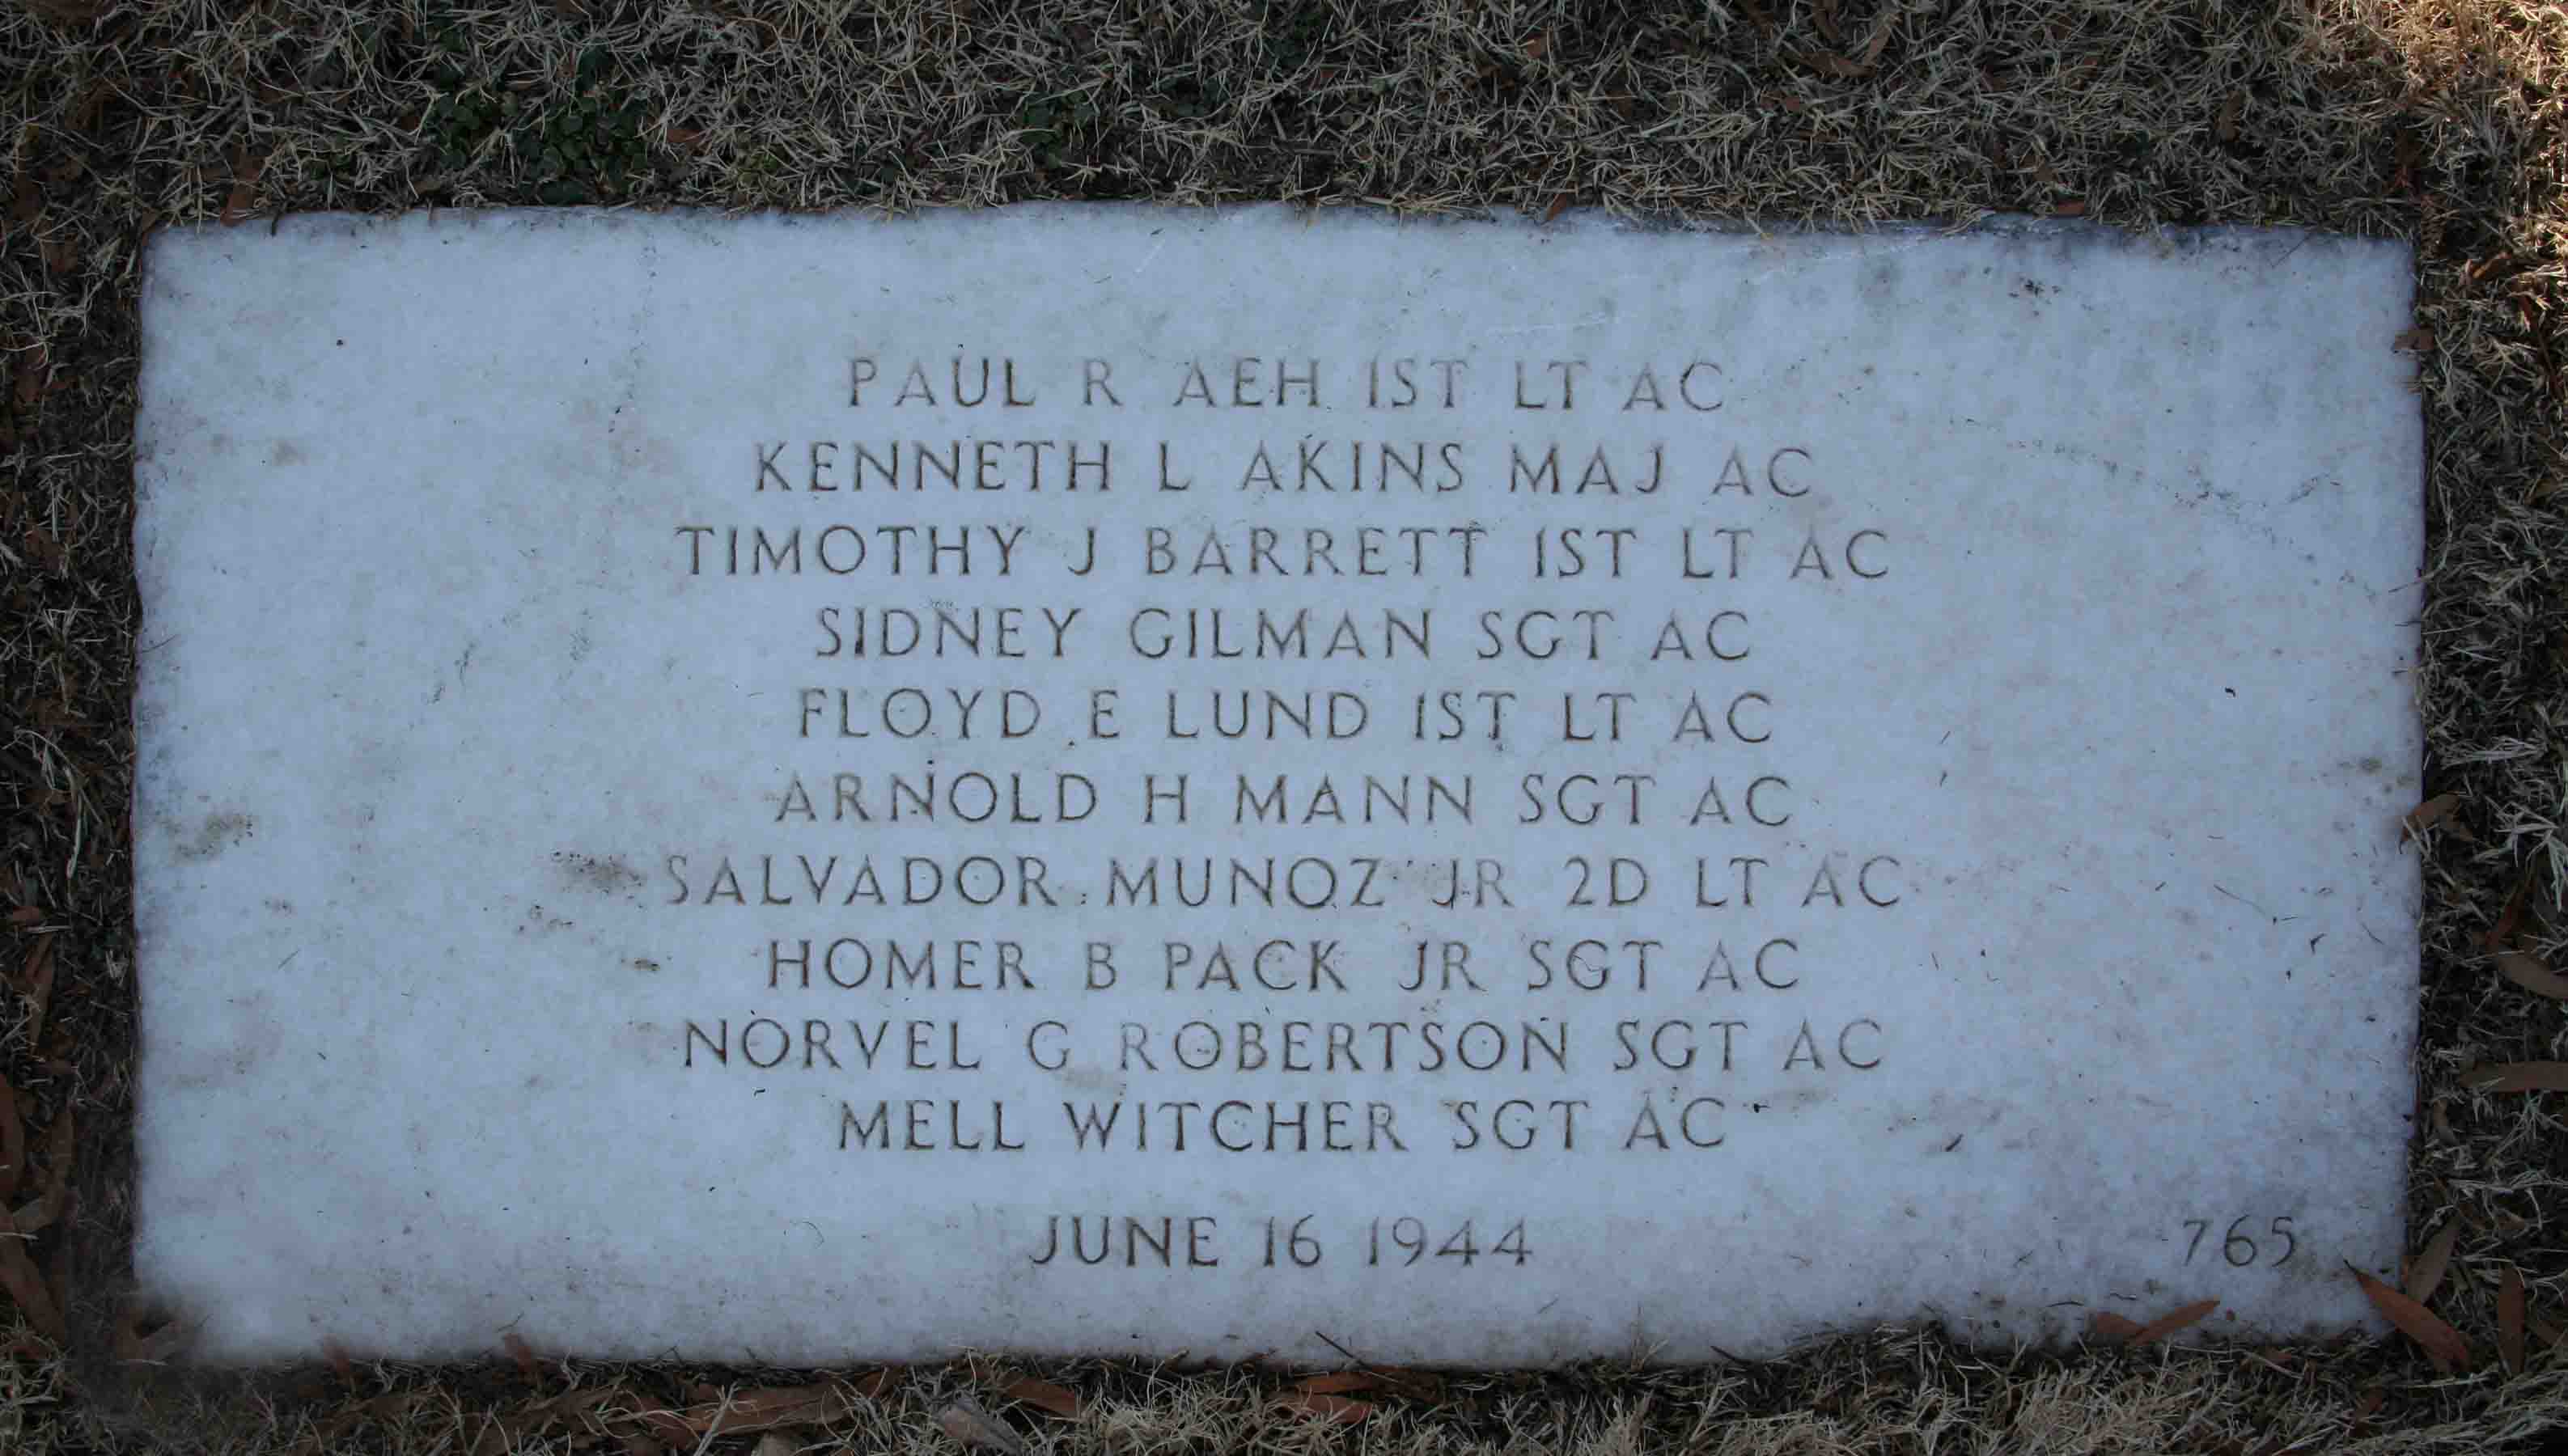 PAUL R AEH 1ST LT AC
KENNETH L AKINS MAJ AC
TIMOTHY J BARRETT 1ST LT AC
SIDNEY GILMAN SGT AC
FLOYD E LUND 1ST LT AC
ARNOLD H MANN SGT AC
SALVADOR MUNOZ JR 2D LT AC
HOMER B PACK JR SGT AC
NORVEL G ROBERTSON SGT AC
MELL WITCHER SGT AC
JUNE 16 1944
765